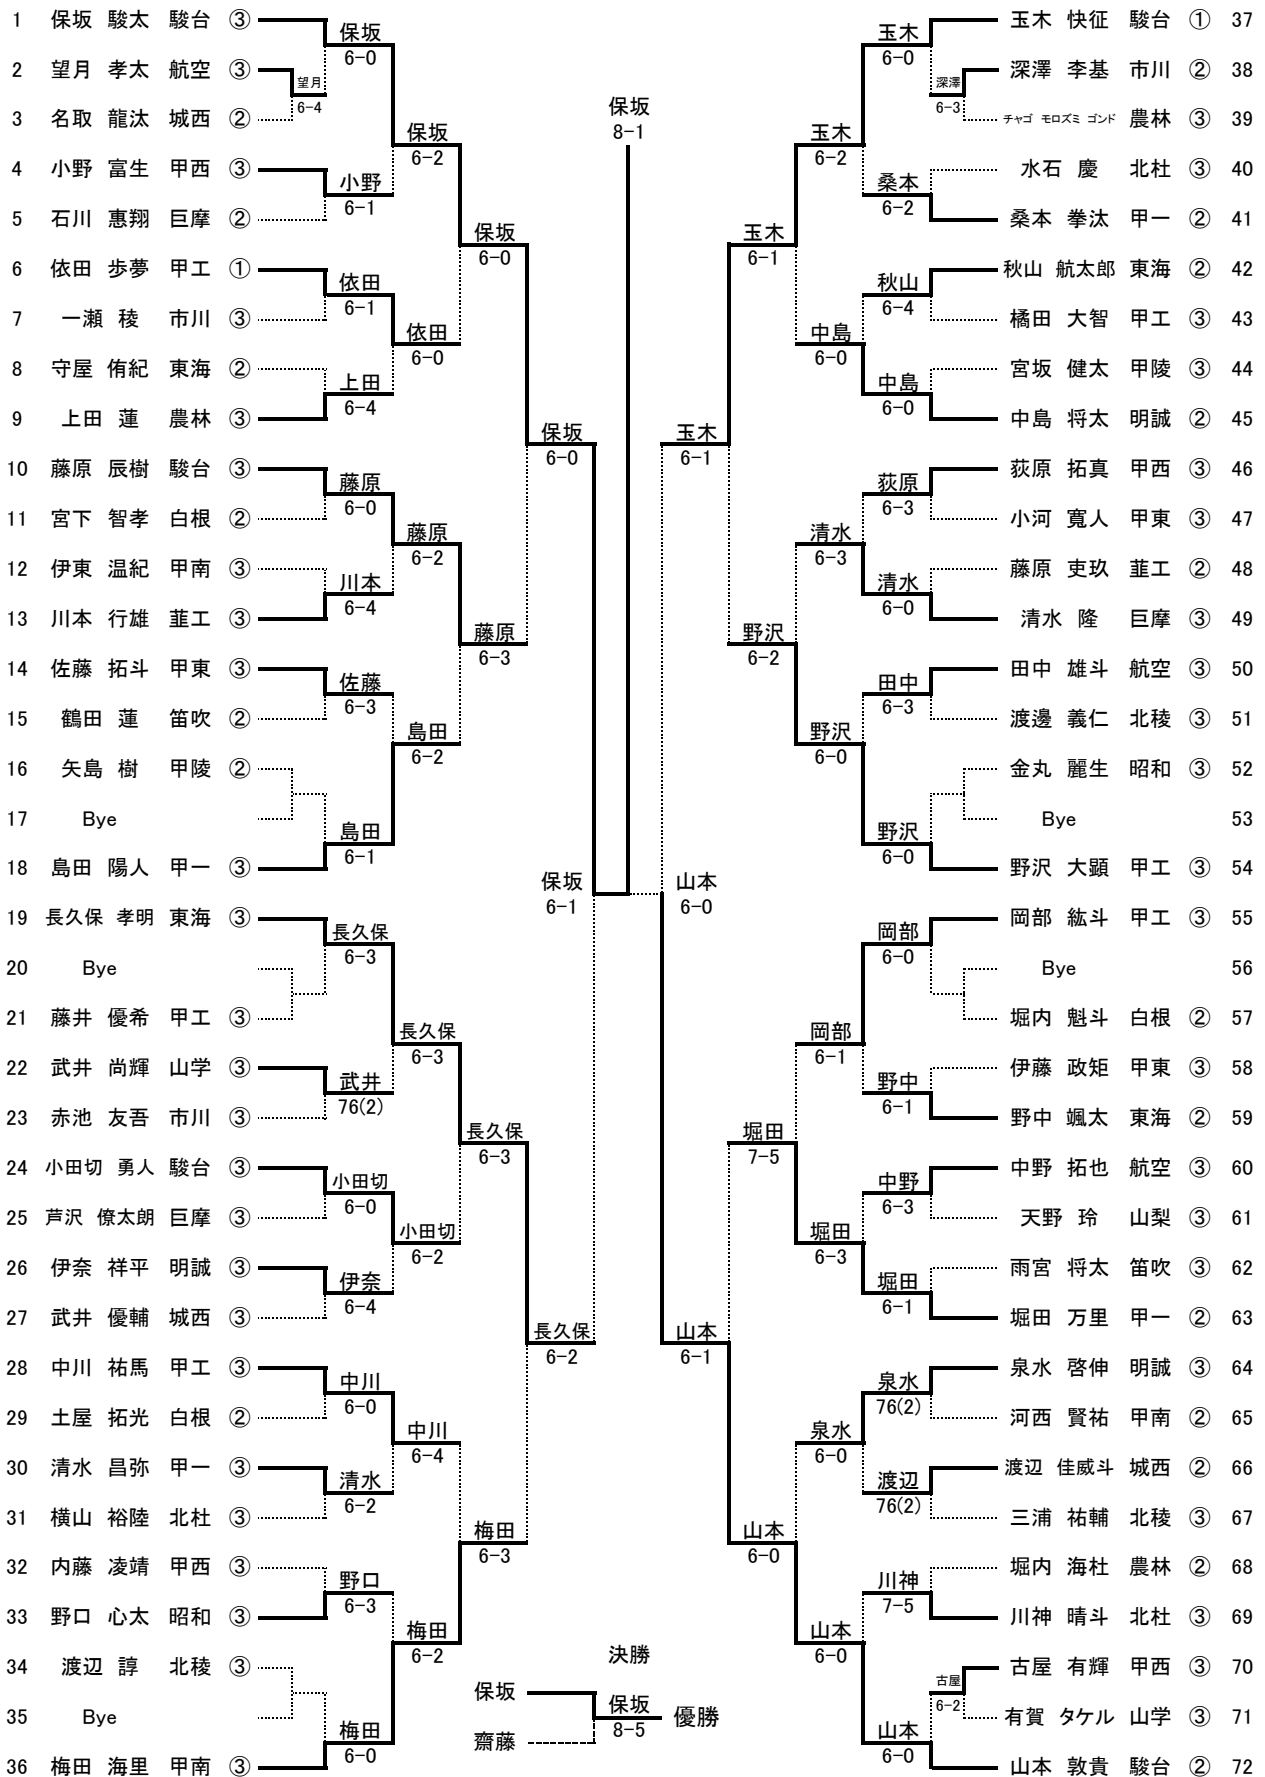 1 保坂 駿太 駿台 ③
2 望月 孝太 航空 ③
3 名取 龍汰 城西 ②
4 小野 富生 甲西 ③
5 石川 惠翔 巨摩 ②
6 依田 歩夢 甲工 ①
7 一瀬 稜 市川 ③
8 守屋 侑紀 東海 ②
9 上田 蓮 農林 ③
10 藤原 辰樹 駿台 ③
11 宮下 智孝 白根 ②
12 伊東 温紀 甲南 ③
13 川本 行雄 韮工 ③
14 佐藤 拓斗 甲東 ③
15 鶴田 蓮 笛吹 ②
16 矢島 樹 甲陵 ②
17 Bye
18 島田 陽人 甲一 ③
19 長久保 孝明 東海 ③
20 Bye
21 藤井 優希 甲工 ③
22 武井 尚輝 山学 ③
23 赤池 友吾 市川 ③
24 小田切 勇人 駿台 ③
25 芦沢 僚太朗 巨摩 ③
26 伊奈 祥平 明誠 ③
27 武井 優輔 城西 ③
28 中川 祐馬 甲工 ③
29 土屋 拓光 白根 ②
30 清水 昌弥 甲一 ③
31 横山 裕陸 北杜 ③
32 内藤 凌靖 甲西 ③
33 野口 心太 昭和 ③
34 渡辺 諄 北稜 ③
35 Bye
36 梅田 海里 甲南 ③
望月
6-4
保坂
6-0
小野
6-1
依田
6-1
上田
6-4
藤原
6-0
川本
6-4
佐藤
6-3
島田
6-1
長久保
6-3
武井
76(2)
小田切
6-0
伊奈
6-4
中川
6-0
清水
6-2
野口
6-3
梅田
6-0
保坂
6-2
依田
6-0
藤原
6-2
島田
6-2
長久保
6-3
小田切
6-2
中川
6-4
梅田
6-2
保坂
6-0
藤原
6-3
長久保
6-3
梅田
6-3
保坂
6-0
長久保
6-2
保坂
6-1
保坂
8-1
山本
6-0
玉木
6-1
山本
6-1
玉木
6-1
野沢
6-2
堀田
7-5
山本
6-0
玉木
6-2
中島
6-0
清水
6-3
野沢
6-0
岡部
6-1
堀田
6-3
泉水
6-0
山本
6-0
玉木
6-0
桑本
6-2
秋山
6-4
中島
6-0
荻原
6-3
清水
6-0
田中
6-3
野沢
6-0
岡部
6-0
野中
6-1
中野
6-3
堀田
6-1
泉水
76(2)
渡辺
76(2)
川神
7-5
山本
6-0
深澤
6-3
古屋
6-2
玉木 快征 駿台 ① 37
深澤 李基 市川 ② 38
チャゴ モロズミ ゴンド 農林 ③ 39
水石 慶 北杜 ③ 40
桑本 拳汰 甲一 ② 41
秋山 航太郎 東海 ② 42
橘田 大智 甲工 ③ 43
宮坂 健太 甲陵 ③ 44
中島 将太 明誠 ② 45
荻原 拓真 甲西 ③ 46
小河 寛人 甲東 ③ 47
藤原 吏玖 韮工 ② 48
清水 隆 巨摩 ③ 49
田中 雄斗 航空 ③ 50
渡邊 義仁 北稜 ③ 51
金丸 麗生 昭和 ③ 52
Bye 53
野沢 大顕 甲工 ③ 54
岡部 紘斗 甲工 ③ 55
Bye 56
堀内 魁斗 白根 ② 57
伊藤 政矩 甲東 ③ 58
野中 颯太 東海 ② 59
中野 拓也 航空 ③ 60
天野 玲 山梨 ③ 61
雨宮 将太 笛吹 ③ 62
堀田 万里 甲一 ② 63
泉水 啓伸 明誠 ③ 64
河西 賢祐 甲南 ② 65
渡辺 佳威斗 城西 ② 66
三浦 祐輔 北稜 ③ 67
堀内 海杜 農林 ② 68
川神 晴斗 北杜 ③ 69
古屋 有輝 甲西 ③ 70
有賀 タケル 山学 ③ 71
山本 敦貴 駿台 ② 72
決勝
保坂
齋藤
保坂
8-5
優勝